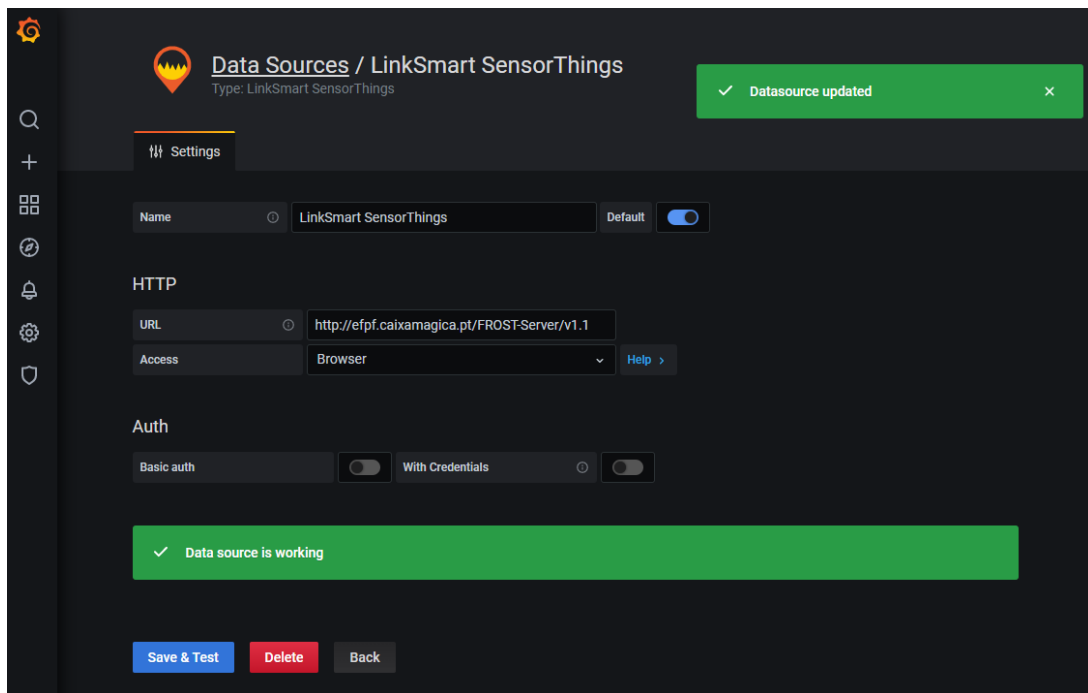 Data Sources / LinkSmart SensorThings
Type: LinkSmart SensorThings
Datasource updated
Settings
Name
LinkSmart SensorThings
Default
HTTP
URL
http://efpf.caixamagica.pt/FROST-Server/v1.1
Access
Browser
Help >
Auth
Basic auth
With Credentials
Data source is working
Save & Test
Delete
Back